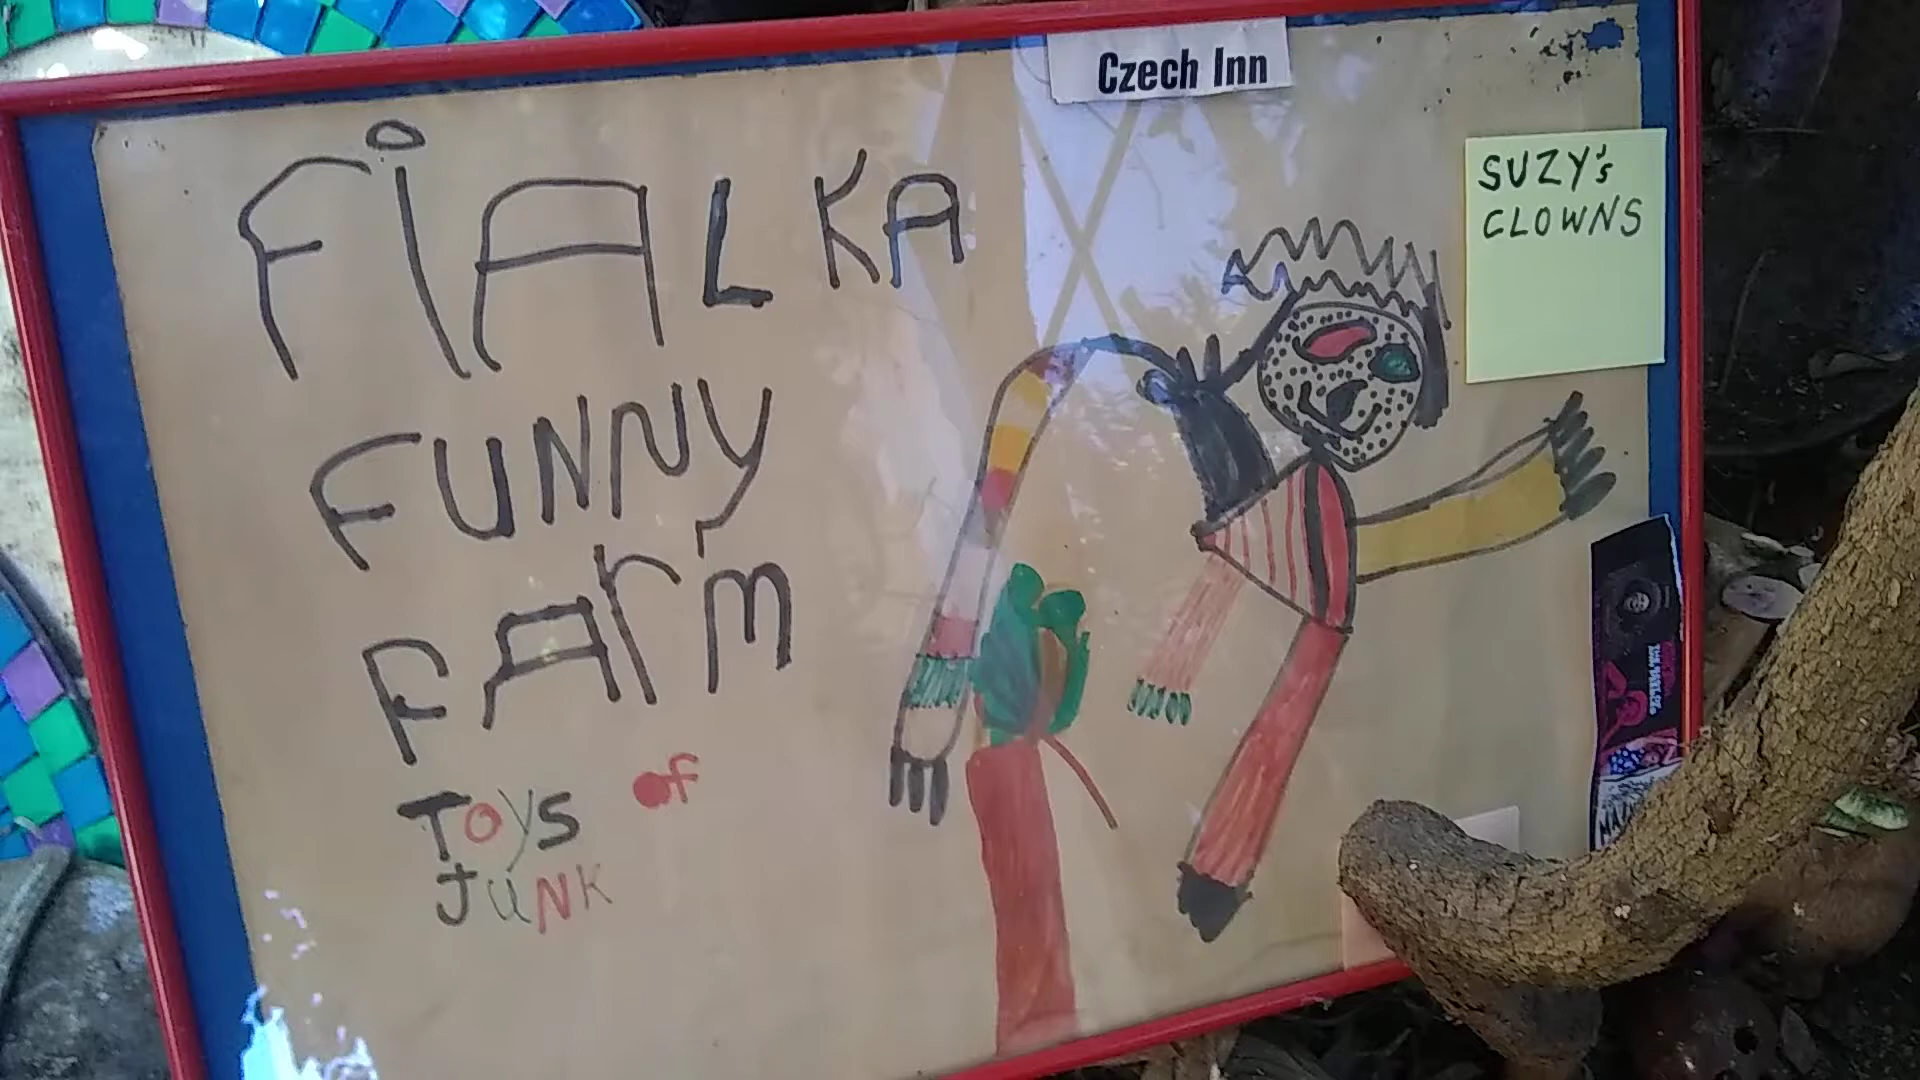 Czech Inn
FiALKA
FUNNY
FArm
TOYS of
JUNK
SUZY's
CLOWNS